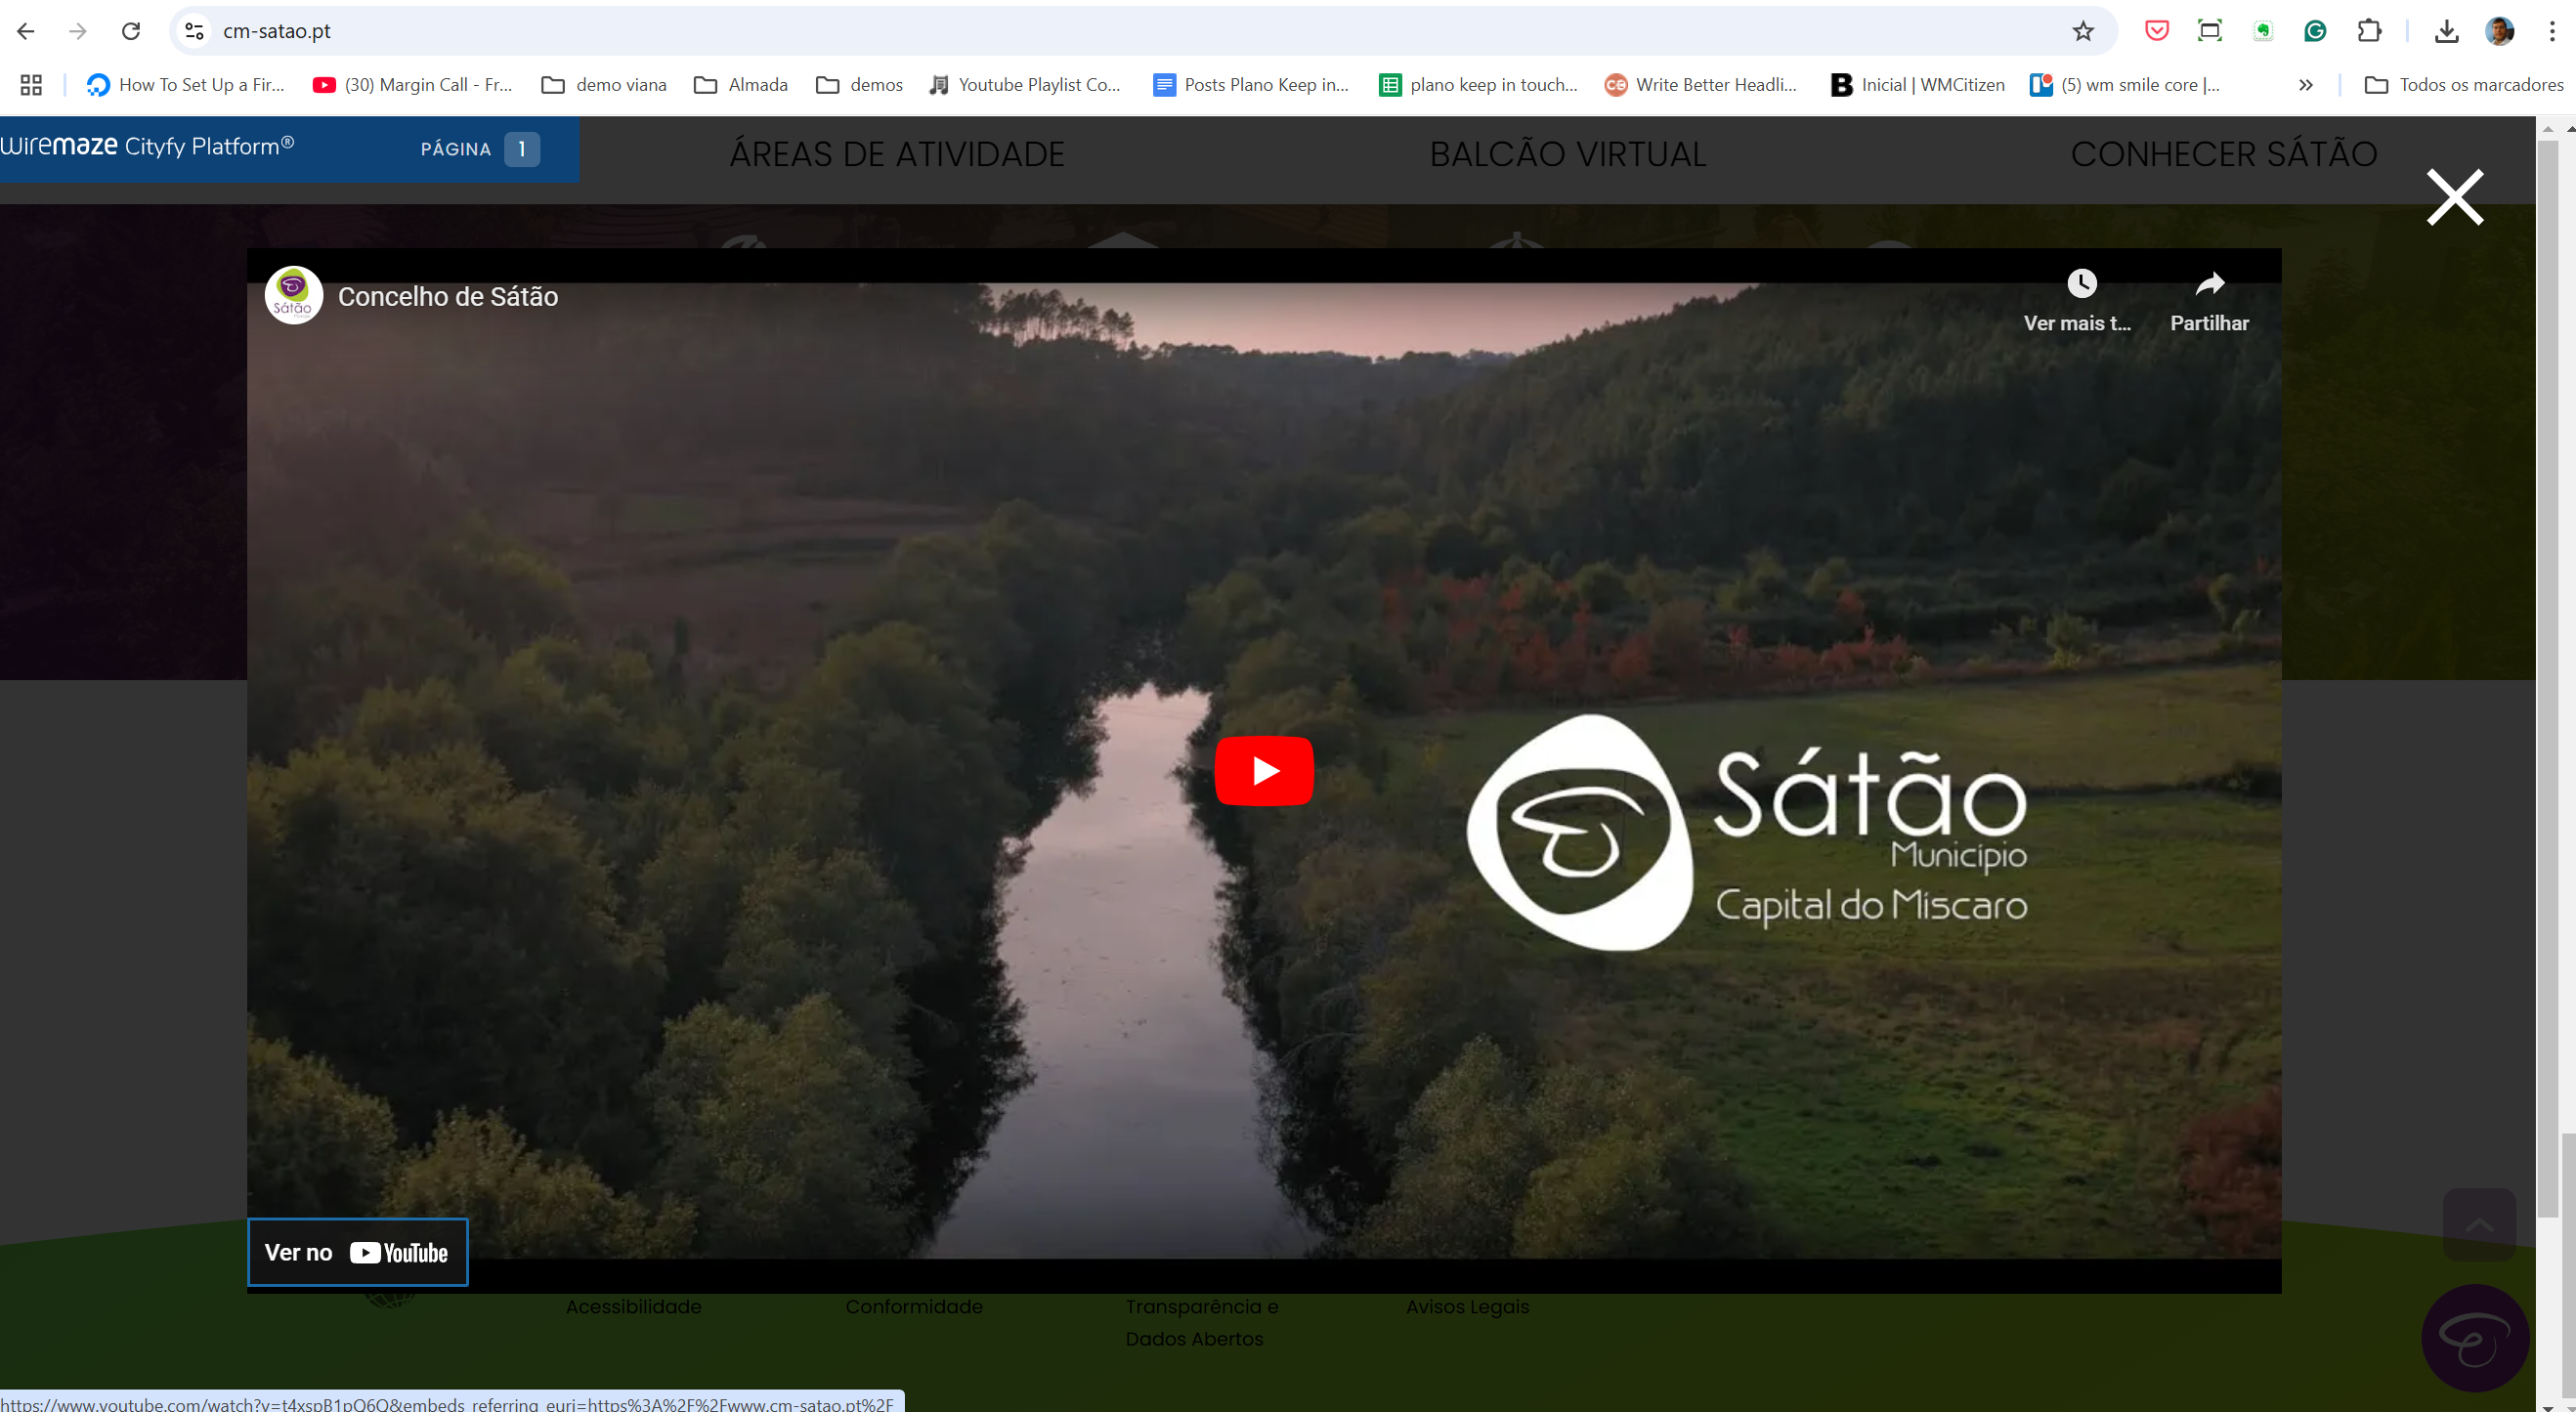 cm-satao.pt
How To Set Up a Fir...
(30) Margin Call - Fr...
demo viana
Almada
demos
Youtube Playlist Co...
Posts Plano Keep in...
plano keep in touch...
Write Better Headli...
Inicial | WMCitizen
(5) wm smile core |...
Todos os marcadores
wiremaze Cityfy Platform®
PÁGINA 1
ÁREAS DE ATIVIDADE
BALCÃO VIRTUAL
CONHECER SÁTÃO
Sátão
Concelho de Sátão
Ver mais t...
Partilhar
Sátão
Município
Capital do Míscaro
Ver no YouTube
Acessibilidade
Conformidade
Transparência e
Dados Abertos
Avisos Legais
https://www.youtube.com/watch?v=t4xspB1pQ6Q&embeds_referring_euri=https%3A%2F%2Fwww.cm-satao.pt%2F